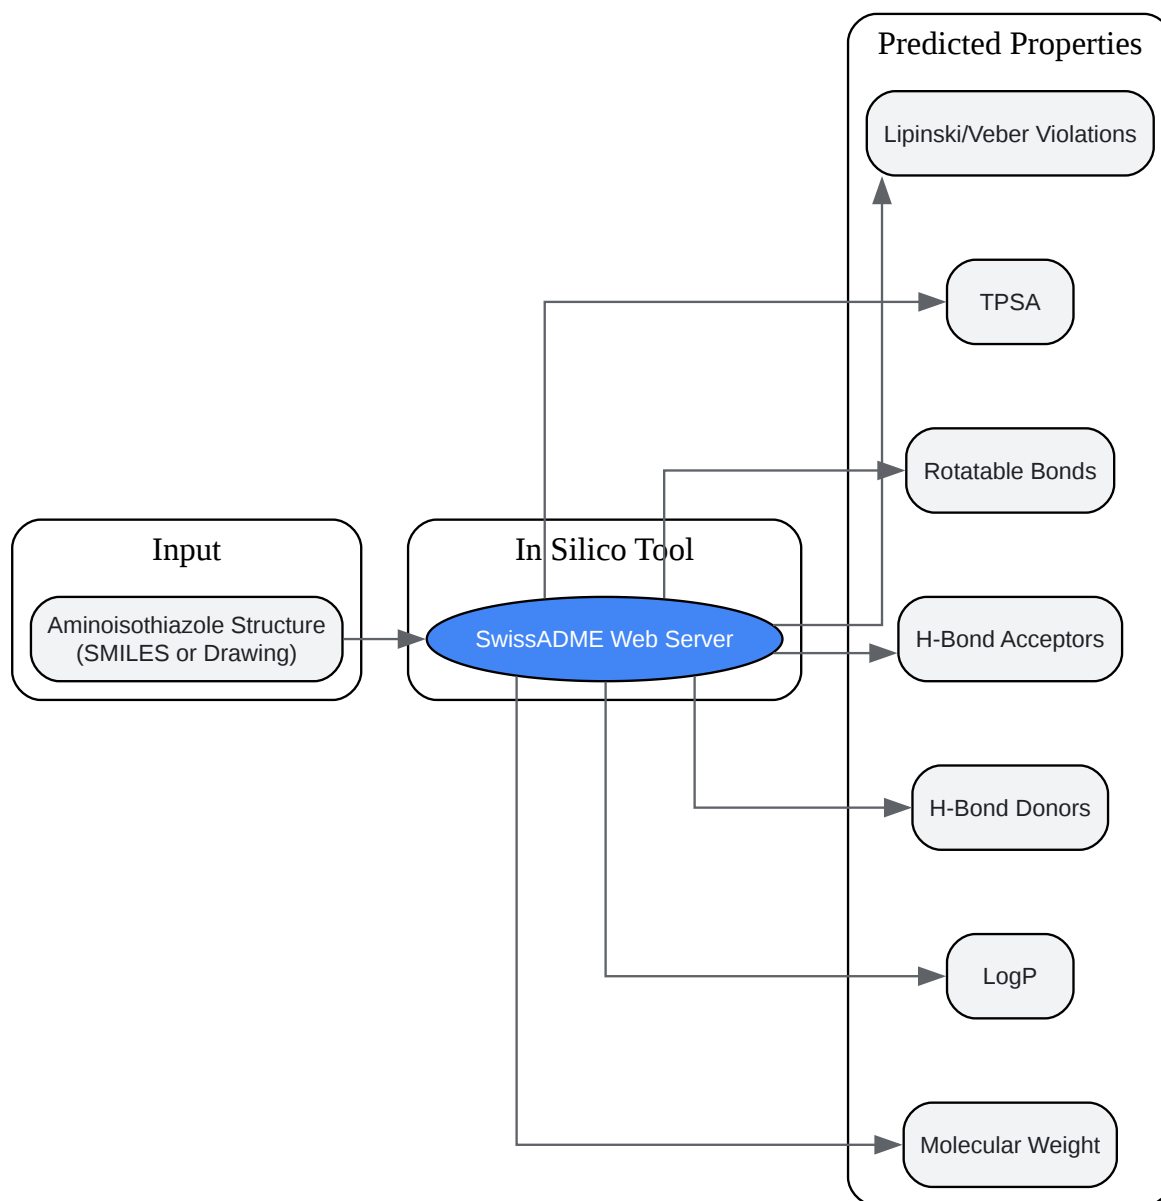 Input
Aminoisothiazole Structure
(SMILES or Drawing)
In Silico Tool
SwissADME Web Server
Predicted Properties
Lipinski/Veber Violations
TPSA
Rotatable Bonds
H-Bond Acceptors
H-Bond Donors
LogP
Molecular Weight